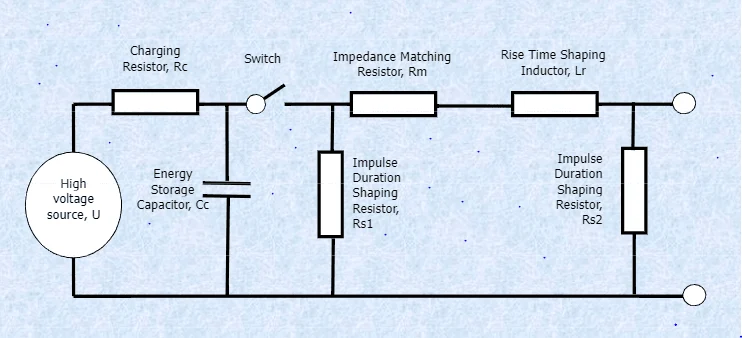 Charging
Resistor, Rc
Switch
Impedance Matching
Resistor, Rm
Rise Time Shaping
Inductor, Lr
High
voltage
source, U
Energy
Storage
Capacitor, Cc
Impulse
Duration
Shaping
Resistor,
Rs1
Impulse
Duration
Shaping
Resistor,
Rs2